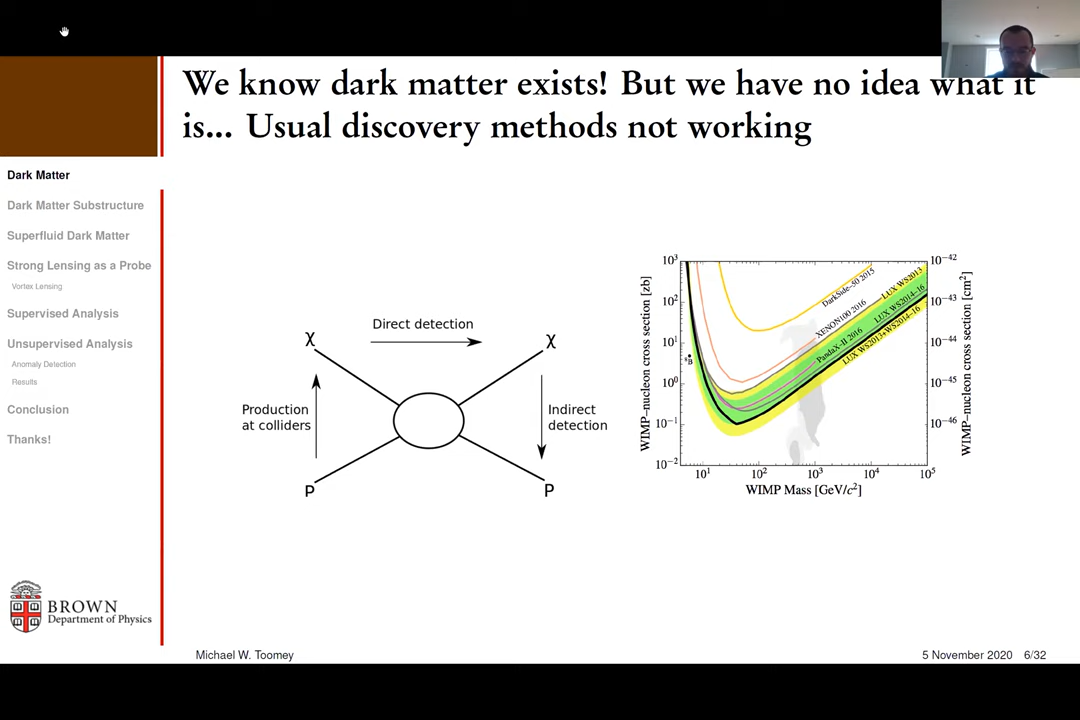 We know dark matter exists! But we have no idea what it
is... Usual discovery methods not working
Dark Matter
Dark Matter Substructure
Superfluid Dark Matter
Strong Lensing as a Probe
Vortex Lensing
Supervised Analysis
Unsupervised Analysis
Anomaly Detection
Results
Conclusion
Thanks!
BROWN
Department of Physics
Direct detection
χ
χ
Production
at colliders
Indirect
detection
P
P
WIMP–nucleon cross section [zb]
10³
10²
10¹
10⁰
10⁻¹
10⁻²
DarkSide–50 2015
LUX WS2013
XENON100 2016
LUX WS2014–16
PandaX–II 2016
LUX WS2013+WS2014–16
⁸B
10⁻⁴²
10⁻⁴³
10⁻⁴⁴
10⁻⁴⁵
10⁻⁴⁶
WIMP–nucleon cross section [cm²]
10¹ 10² 10³ 10⁴ 10⁵
WIMP Mass [GeV/c²]
Michael W. Toomey
5 November 2020 6/32